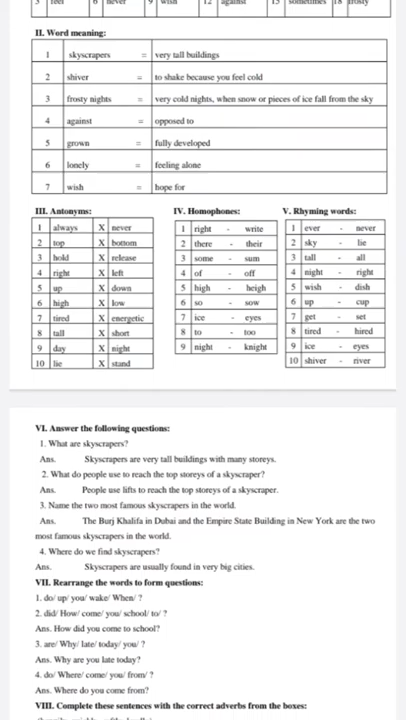 3 feel 6 never 9 wish 12 against 15 sometimes 18 frosty
II. Word meaning:
1 skyscrapers = very tall buildings
2 shiver = to shake because you feel cold
3 frosty nights = very cold nights, when snow or pieces of ice fall from the sky
4 against = opposed to
5 grown = fully developed
6 lonely = feeling alone
7 wish = hope for
III. Antonyms:
1 always X never
2 top X bottom
3 hold X release
4 right X left
5 up X down
6 high X low
7 tired X energetic
8 tall X short
9 day X night
10 lie X stand
IV. Homophones:
1 right - write
2 there - their
3 some - sum
4 of - off
5 high - heigh
6 so - sow
7 ice - eyes
8 to - too
9 night - knight
V. Rhyming words:
1 ever - never
2 sky - lie
3 tall - all
4 night - right
5 wish - dish
6 up - cup
7 get - set
8 tired - hired
9 ice - eyes
10 shiver - river
VI. Answer the following questions:
1. What are skyscrapers?
Ans. Skyscrapers are very tall buildings with many storeys.
2. What do people use to reach the top storeys of a skyscraper?
Ans. People use lifts to reach the top storeys of a skyscraper.
3. Name the two most famous skyscrapers in the world.
Ans. The Burj Khalifa in Dubai and the Empire State Building in New York are the two
most famous skyscrapers in the world.
4. Where do we find skyscrapers?
Ans. Skyscrapers are usually found in very big cities.
VII. Rearrange the words to form questions:
1. do/ up/ you/ wake/ When/ ?
2. did/ How/ come/ you/ school/ to/ ?
Ans. How did you come to school?
3. are/ Why/ late/ today/ you/ ?
Ans. Why are you late today?
4. do/ Where/ come/ you/ from/ ?
Ans. Where do you come from?
VIII. Complete these sentences with the correct adverbs from the boxes: